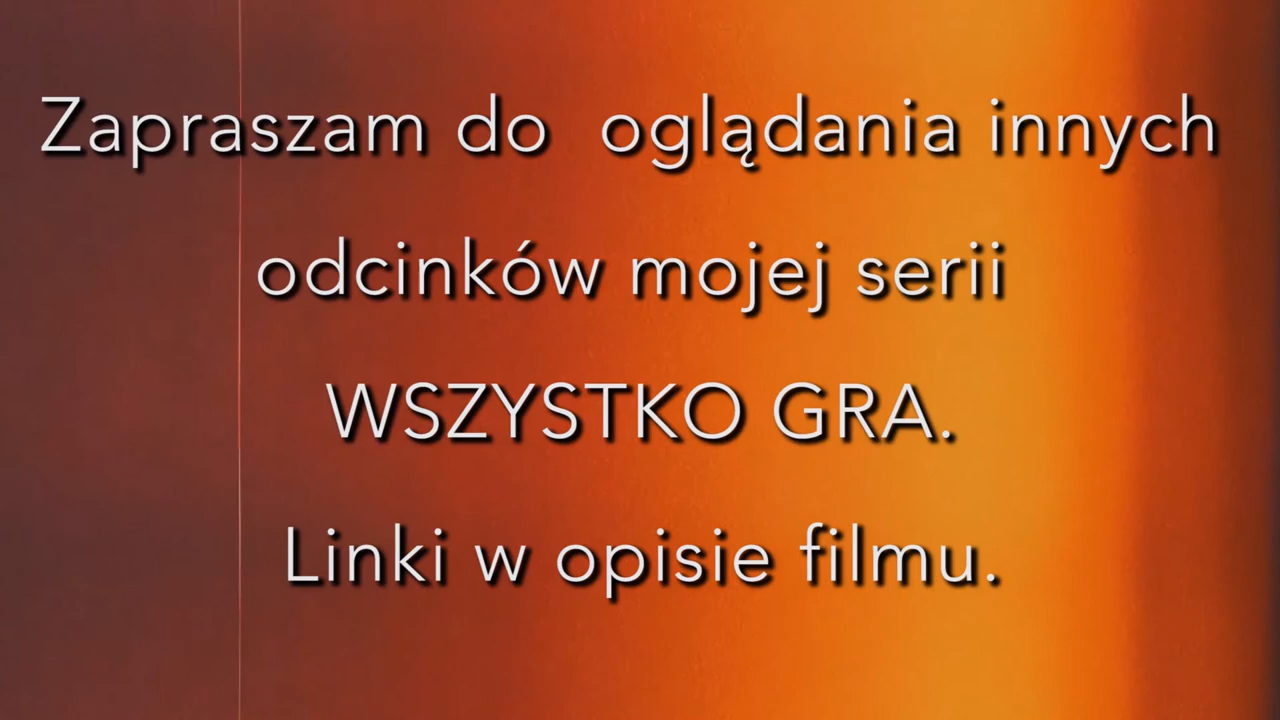 Zapraszam do oglądania innych
odcinków mojej serii
WSZYSTKO GRA.
Linki w opisie filmu.